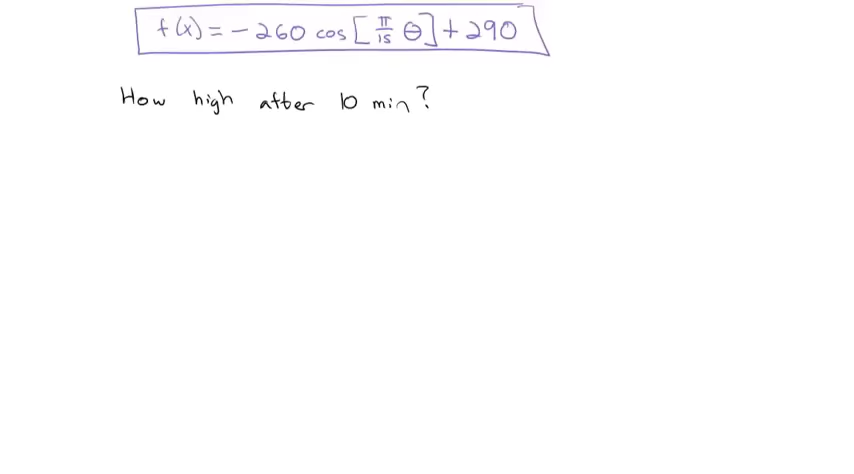 f(x) = -260 cos[π/15 θ] + 290
How high after 10 min?